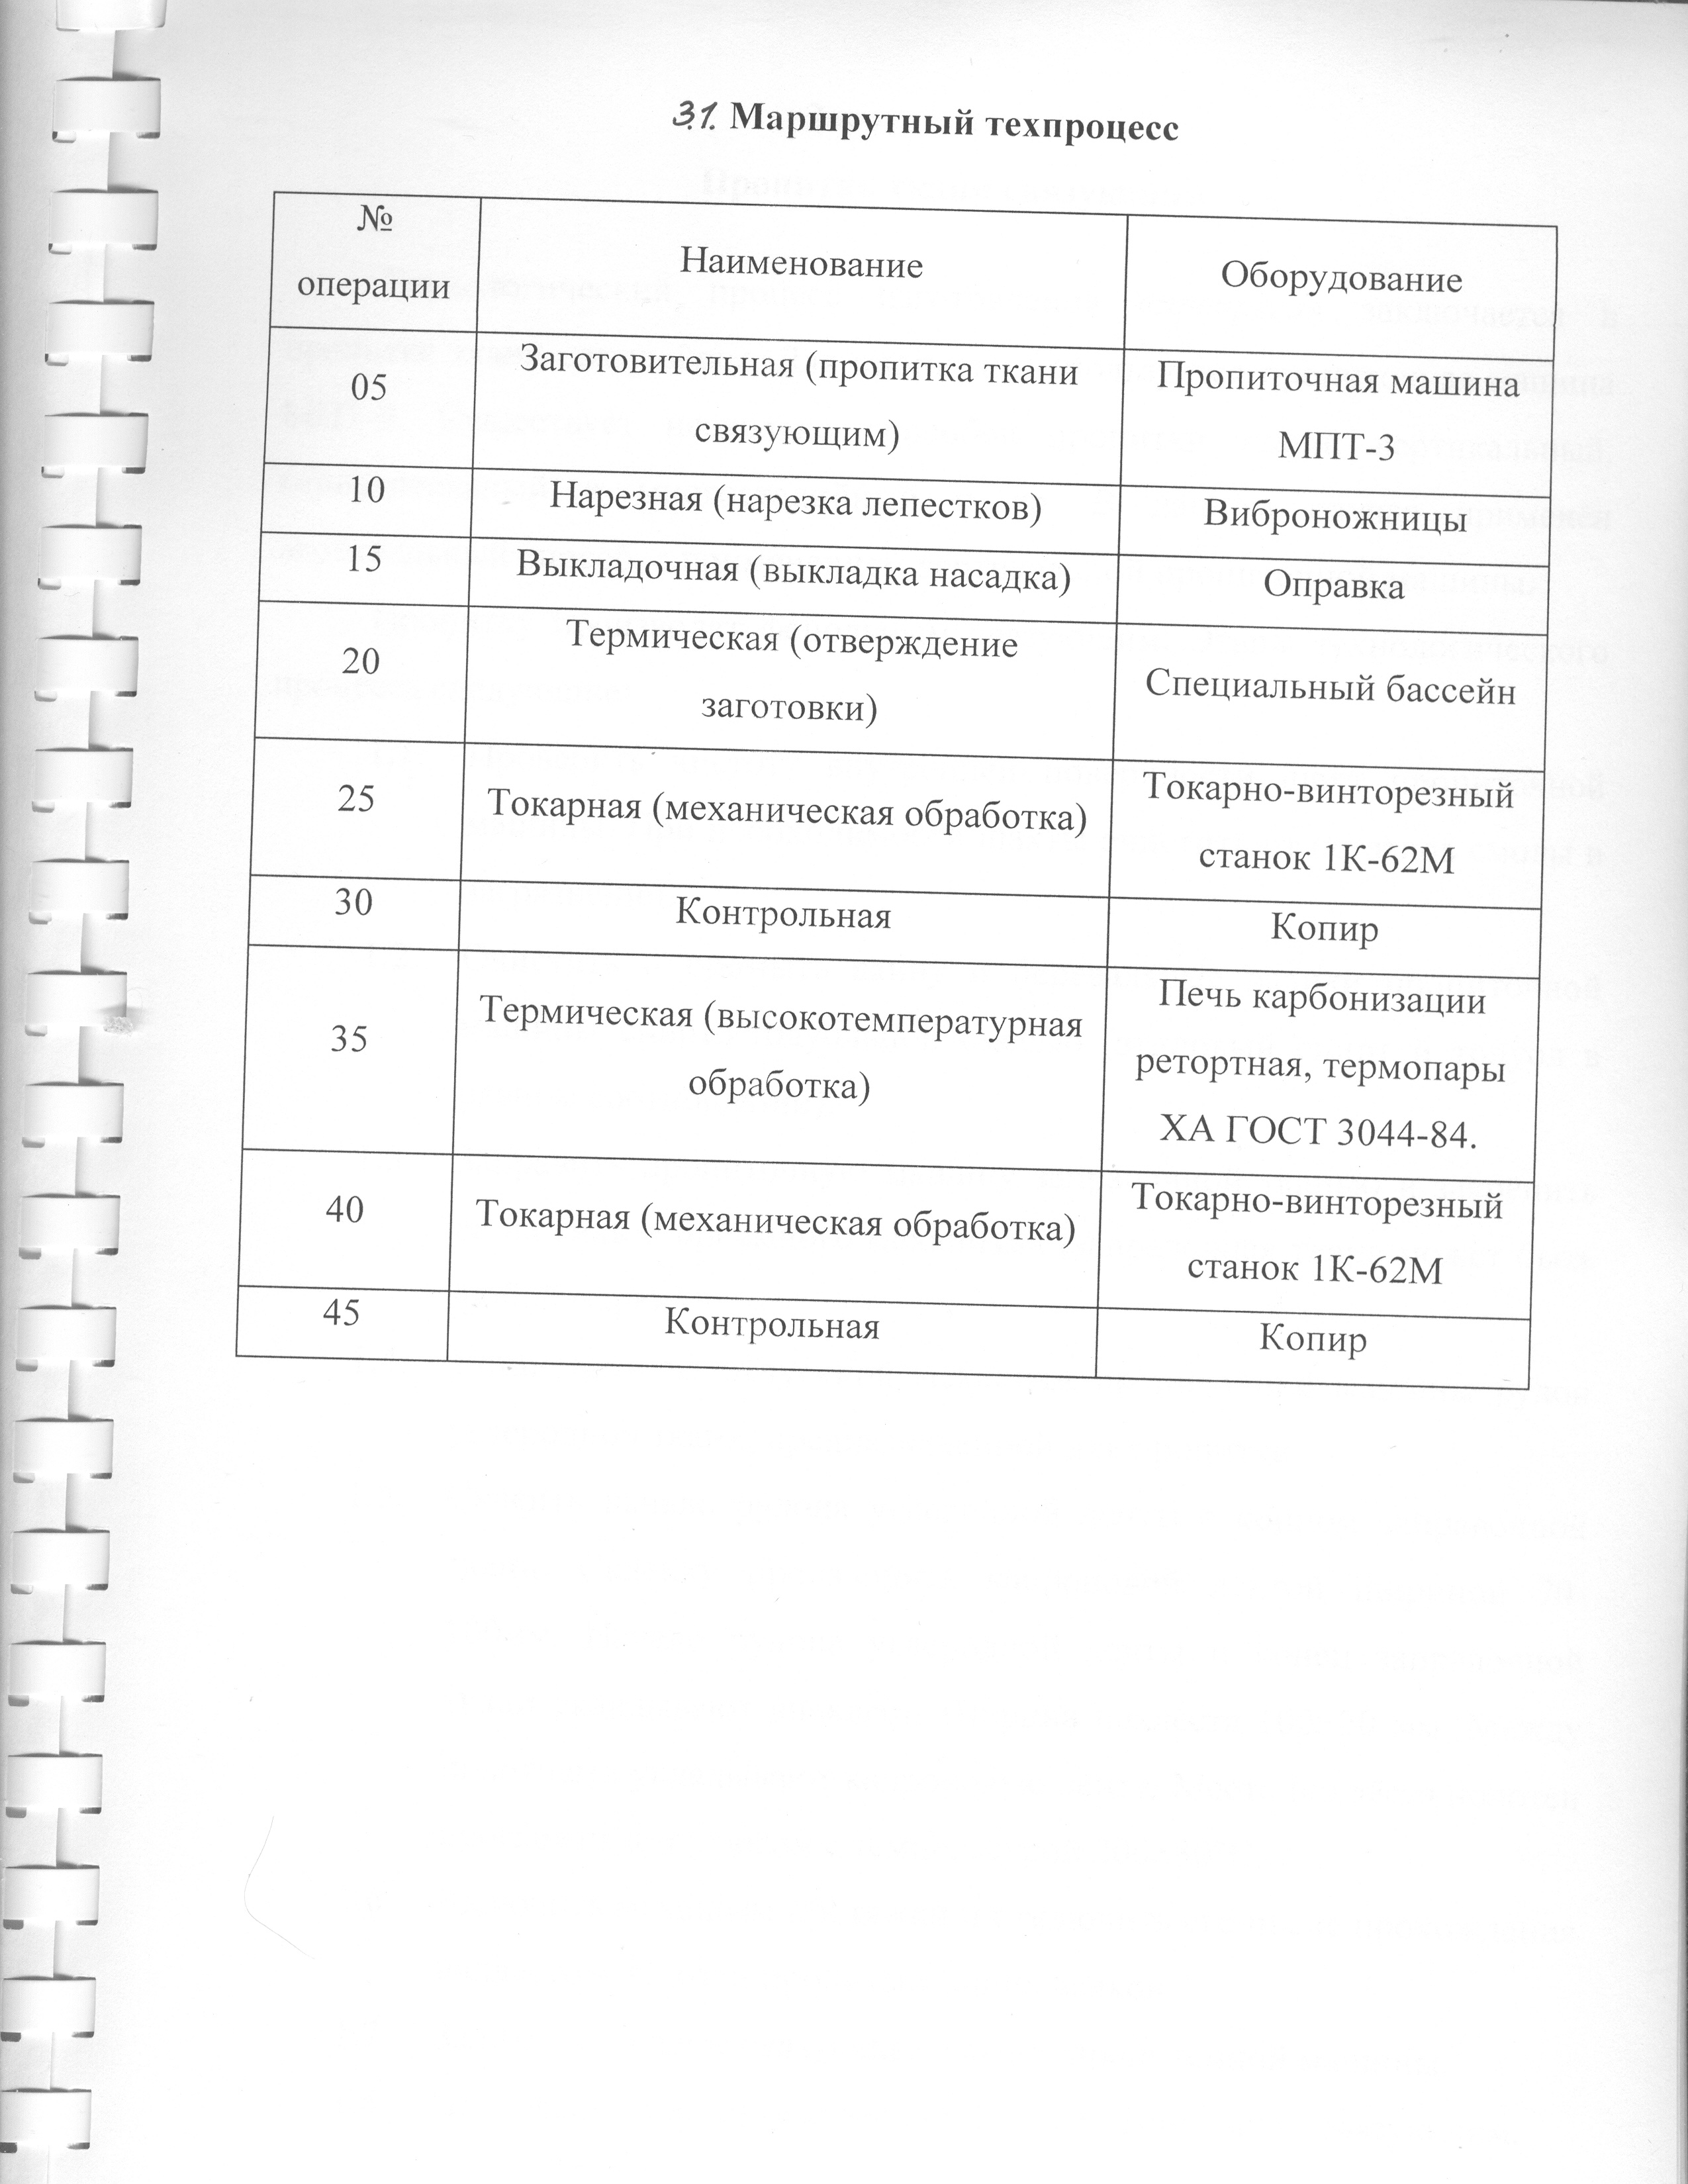 3.1. Маршрутный техпроцесс
№
операции
Наименование
Оборудование
05
Заготовительная (пропитка ткани
связующим)
Пропиточная машина
МПТ-3
10
Нарезная (нарезка лепестков)
Виброножницы
15
Выкладочная (выкладка насадка)
Оправка
20
Термическая (отверждение
заготовки)
Специальный бассейн
25
Токарная (механическая обработка)
Токарно-винторезный
станок 1К-62М
30
Контрольная
Копир
35
Термическая (высокотемпературная
обработка)
Печь карбонизации
ретортная, термопары
ХА ГОСТ 3044-84.
40
Токарная (механическая обработка)
Токарно-винторезный
станок 1К-62М
45
Контрольная
Копир